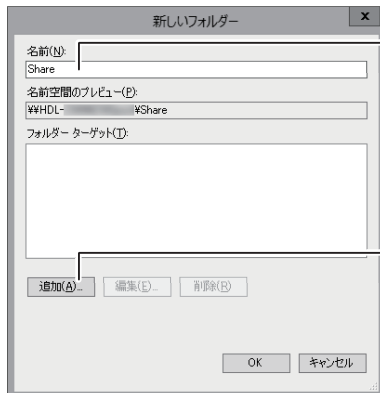 新しいフォルダー
x
名前(N):
Share
名前空間のプレビュー(P):
¥¥HDL- ¥Share
フォルダー ターゲット(T):
追加(A)... 編集(E)... 削除(R)
OK キャンセル